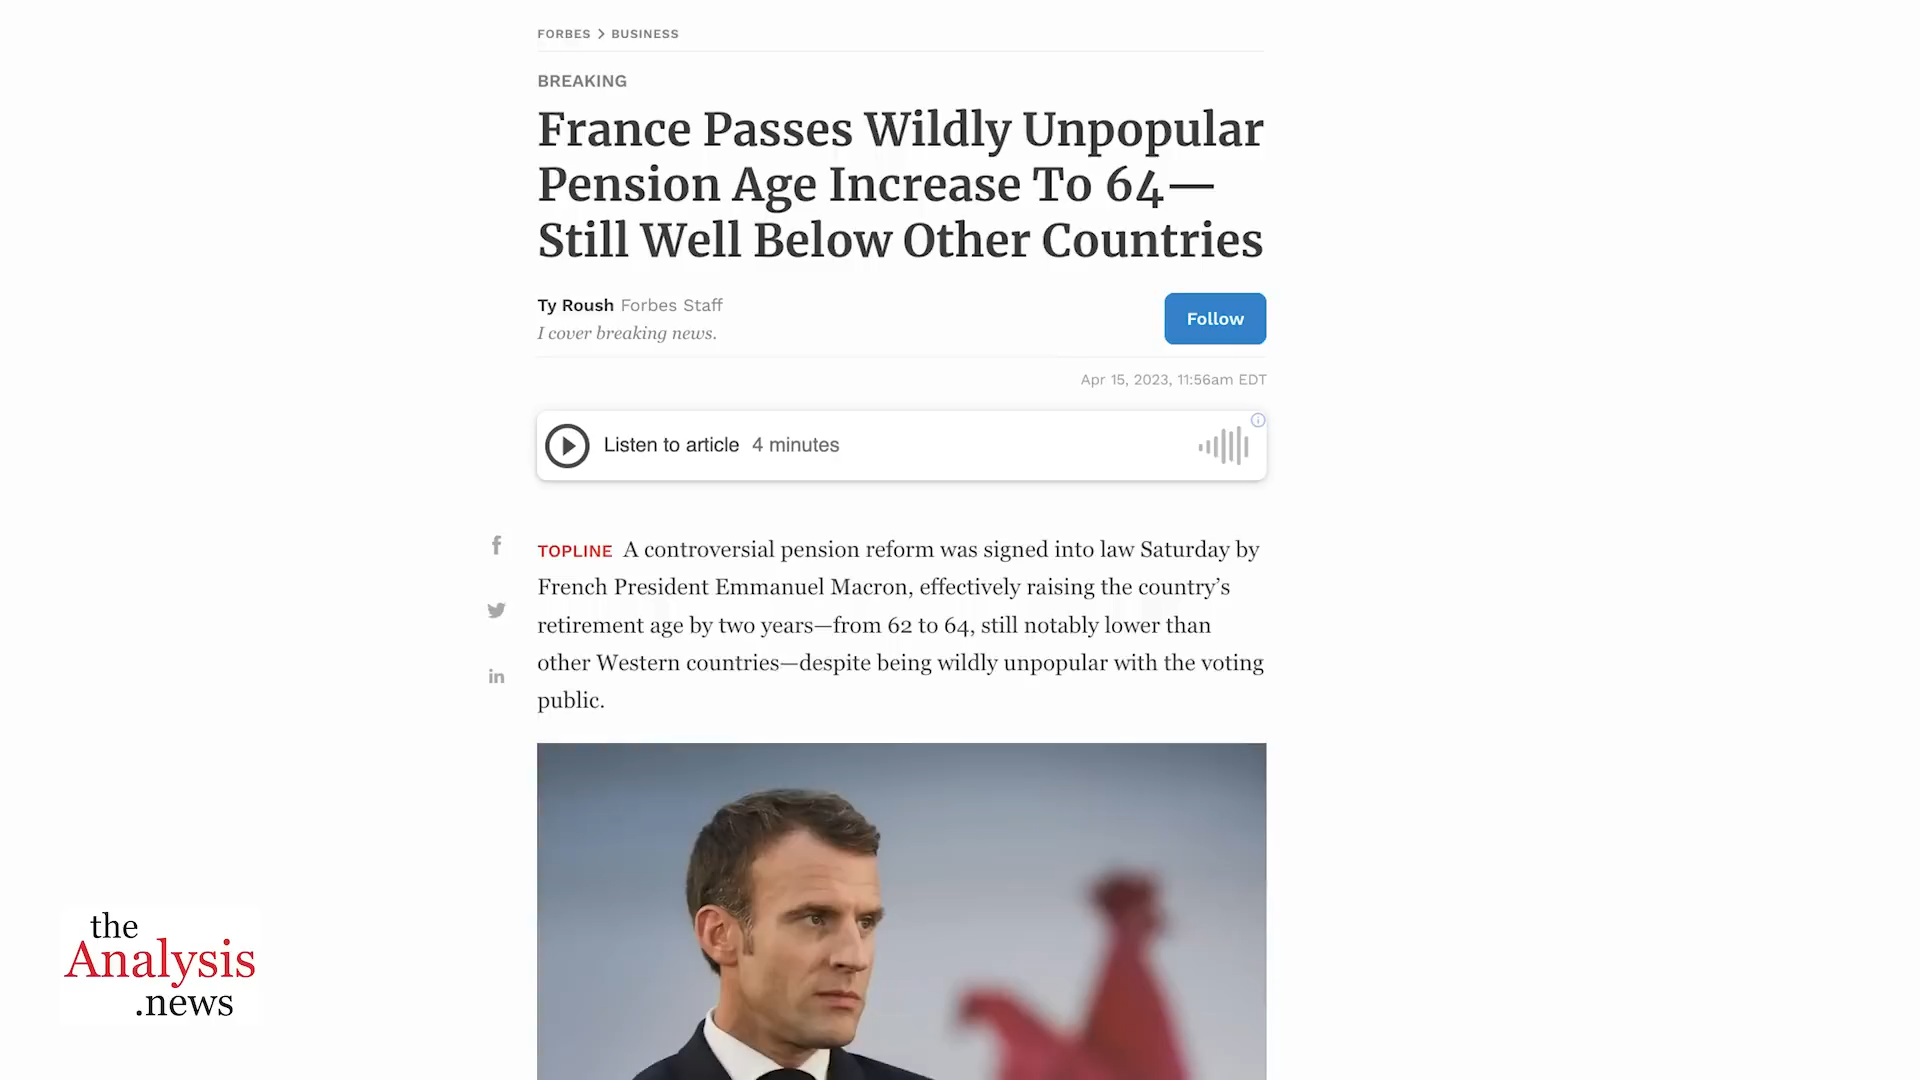 FORBES > BUSINESS
BREAKING
France Passes Wildly Unpopular
Pension Age Increase To 64—
Still Well Below Other Countries
Ty Roush Forbes Staff
I cover breaking news.
Follow
Apr 15, 2023, 11:56am EDT
Listen to article 4 minutes
TOPLINE A controversial pension reform was signed into law Saturday by
French President Emmanuel Macron, effectively raising the country’s
retirement age by two years—from 62 to 64, still notably lower than
other Western countries—despite being wildly unpopular with the voting
public.
the
Analysis
.news